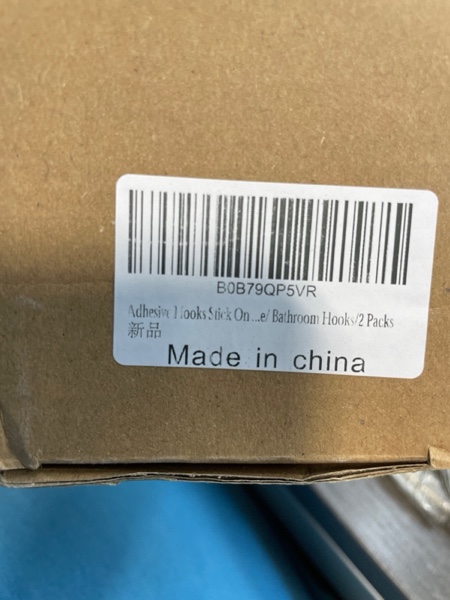 B0B79QP5VR
Adhesive Hooks Stick On ...e/ Bathroom Hooks/2 Packs
新品
Made in china